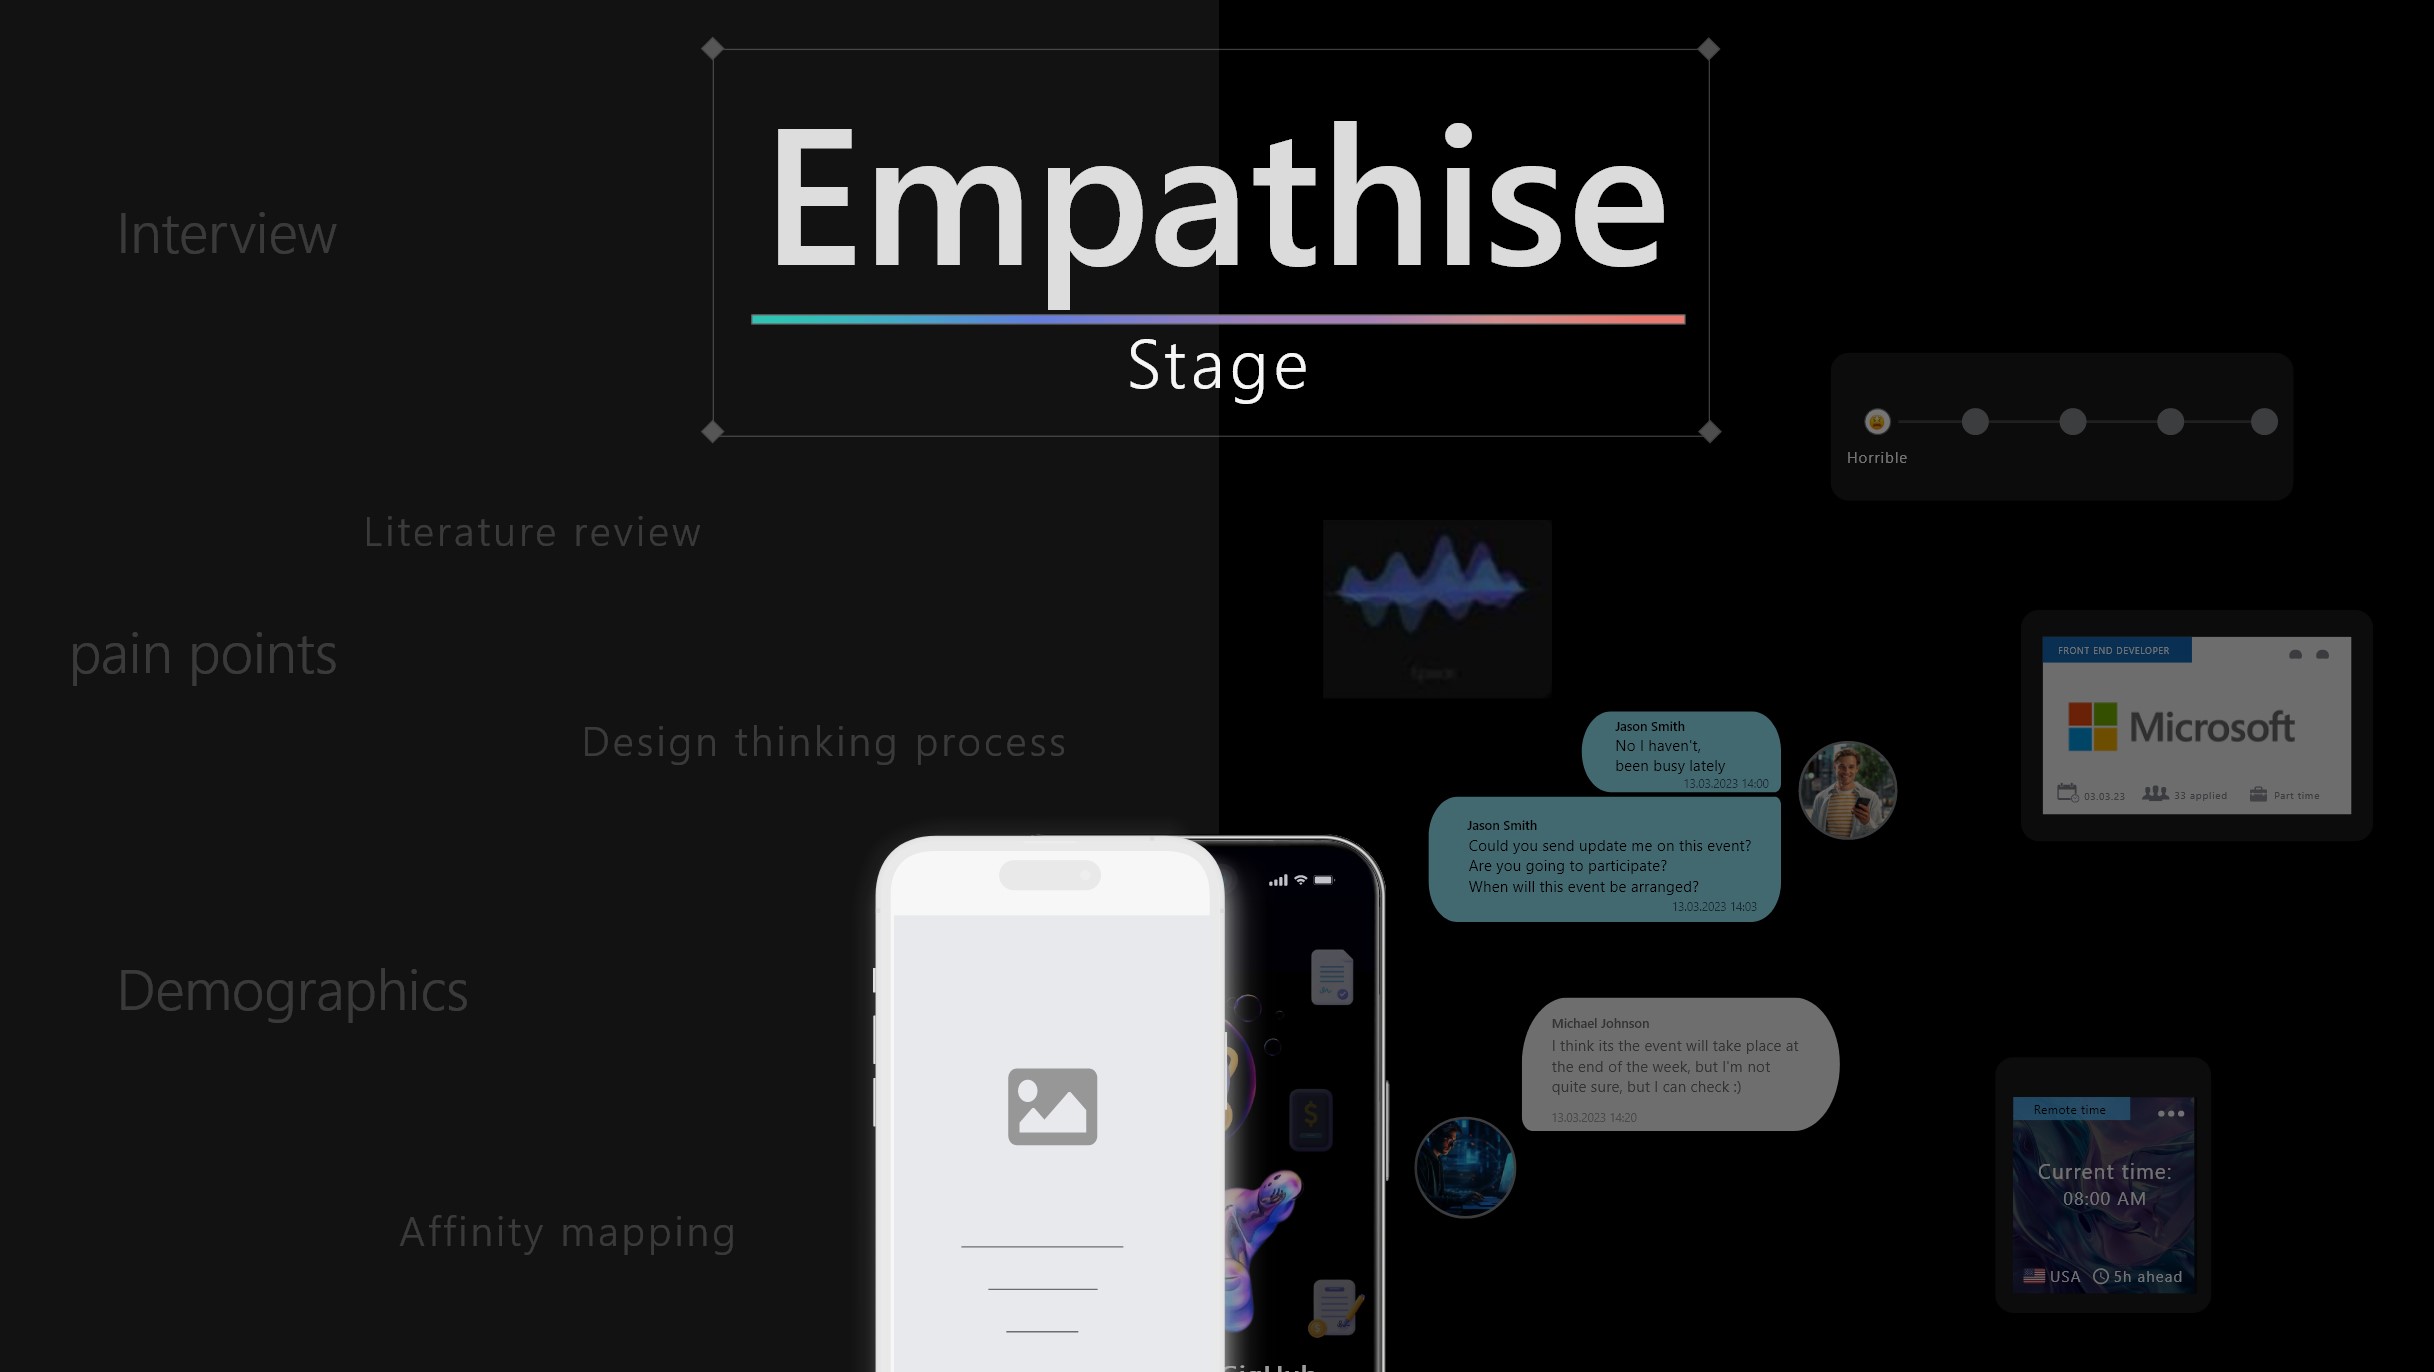 Empathise
Stage
Interview
Literature review
pain points
Design thinking process
Demographics
Affinity mapping
Horrible
FRONT END DEVELOPER
Microsoft
03.03.23 33 applied Part time
Jason Smith
No I haven't,
been busy lately
13.03.2023 14:00
Jason Smith
Could you send update me on this event?
Are you going to participate?
When will this event be arranged?
13.03.2023 14:03
Michael Johnson
I think its the event will take place at
the end of the week, but I'm not
quite sure, but I can check :)
13.03.2023 14:20
Remote time
Current time:
08:00 AM
USA 5h ahead